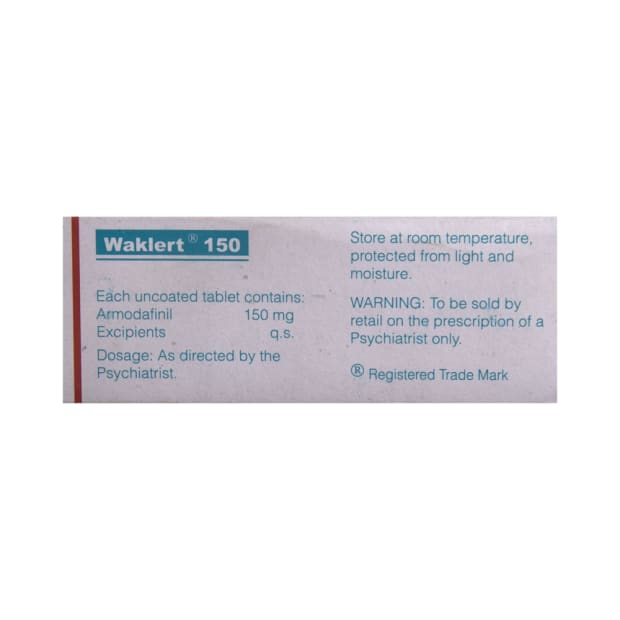 Waklert® 150
Each uncoated tablet contains:
Armodafinil 150 mg
Excipients q.s.
Dosage: As directed by the
Psychiatrist.
Store at room temperature,
protected from light and
moisture.
WARNING: To be sold by
retail on the prescription of a
Psychiatrist only.
® Registered Trade Mark